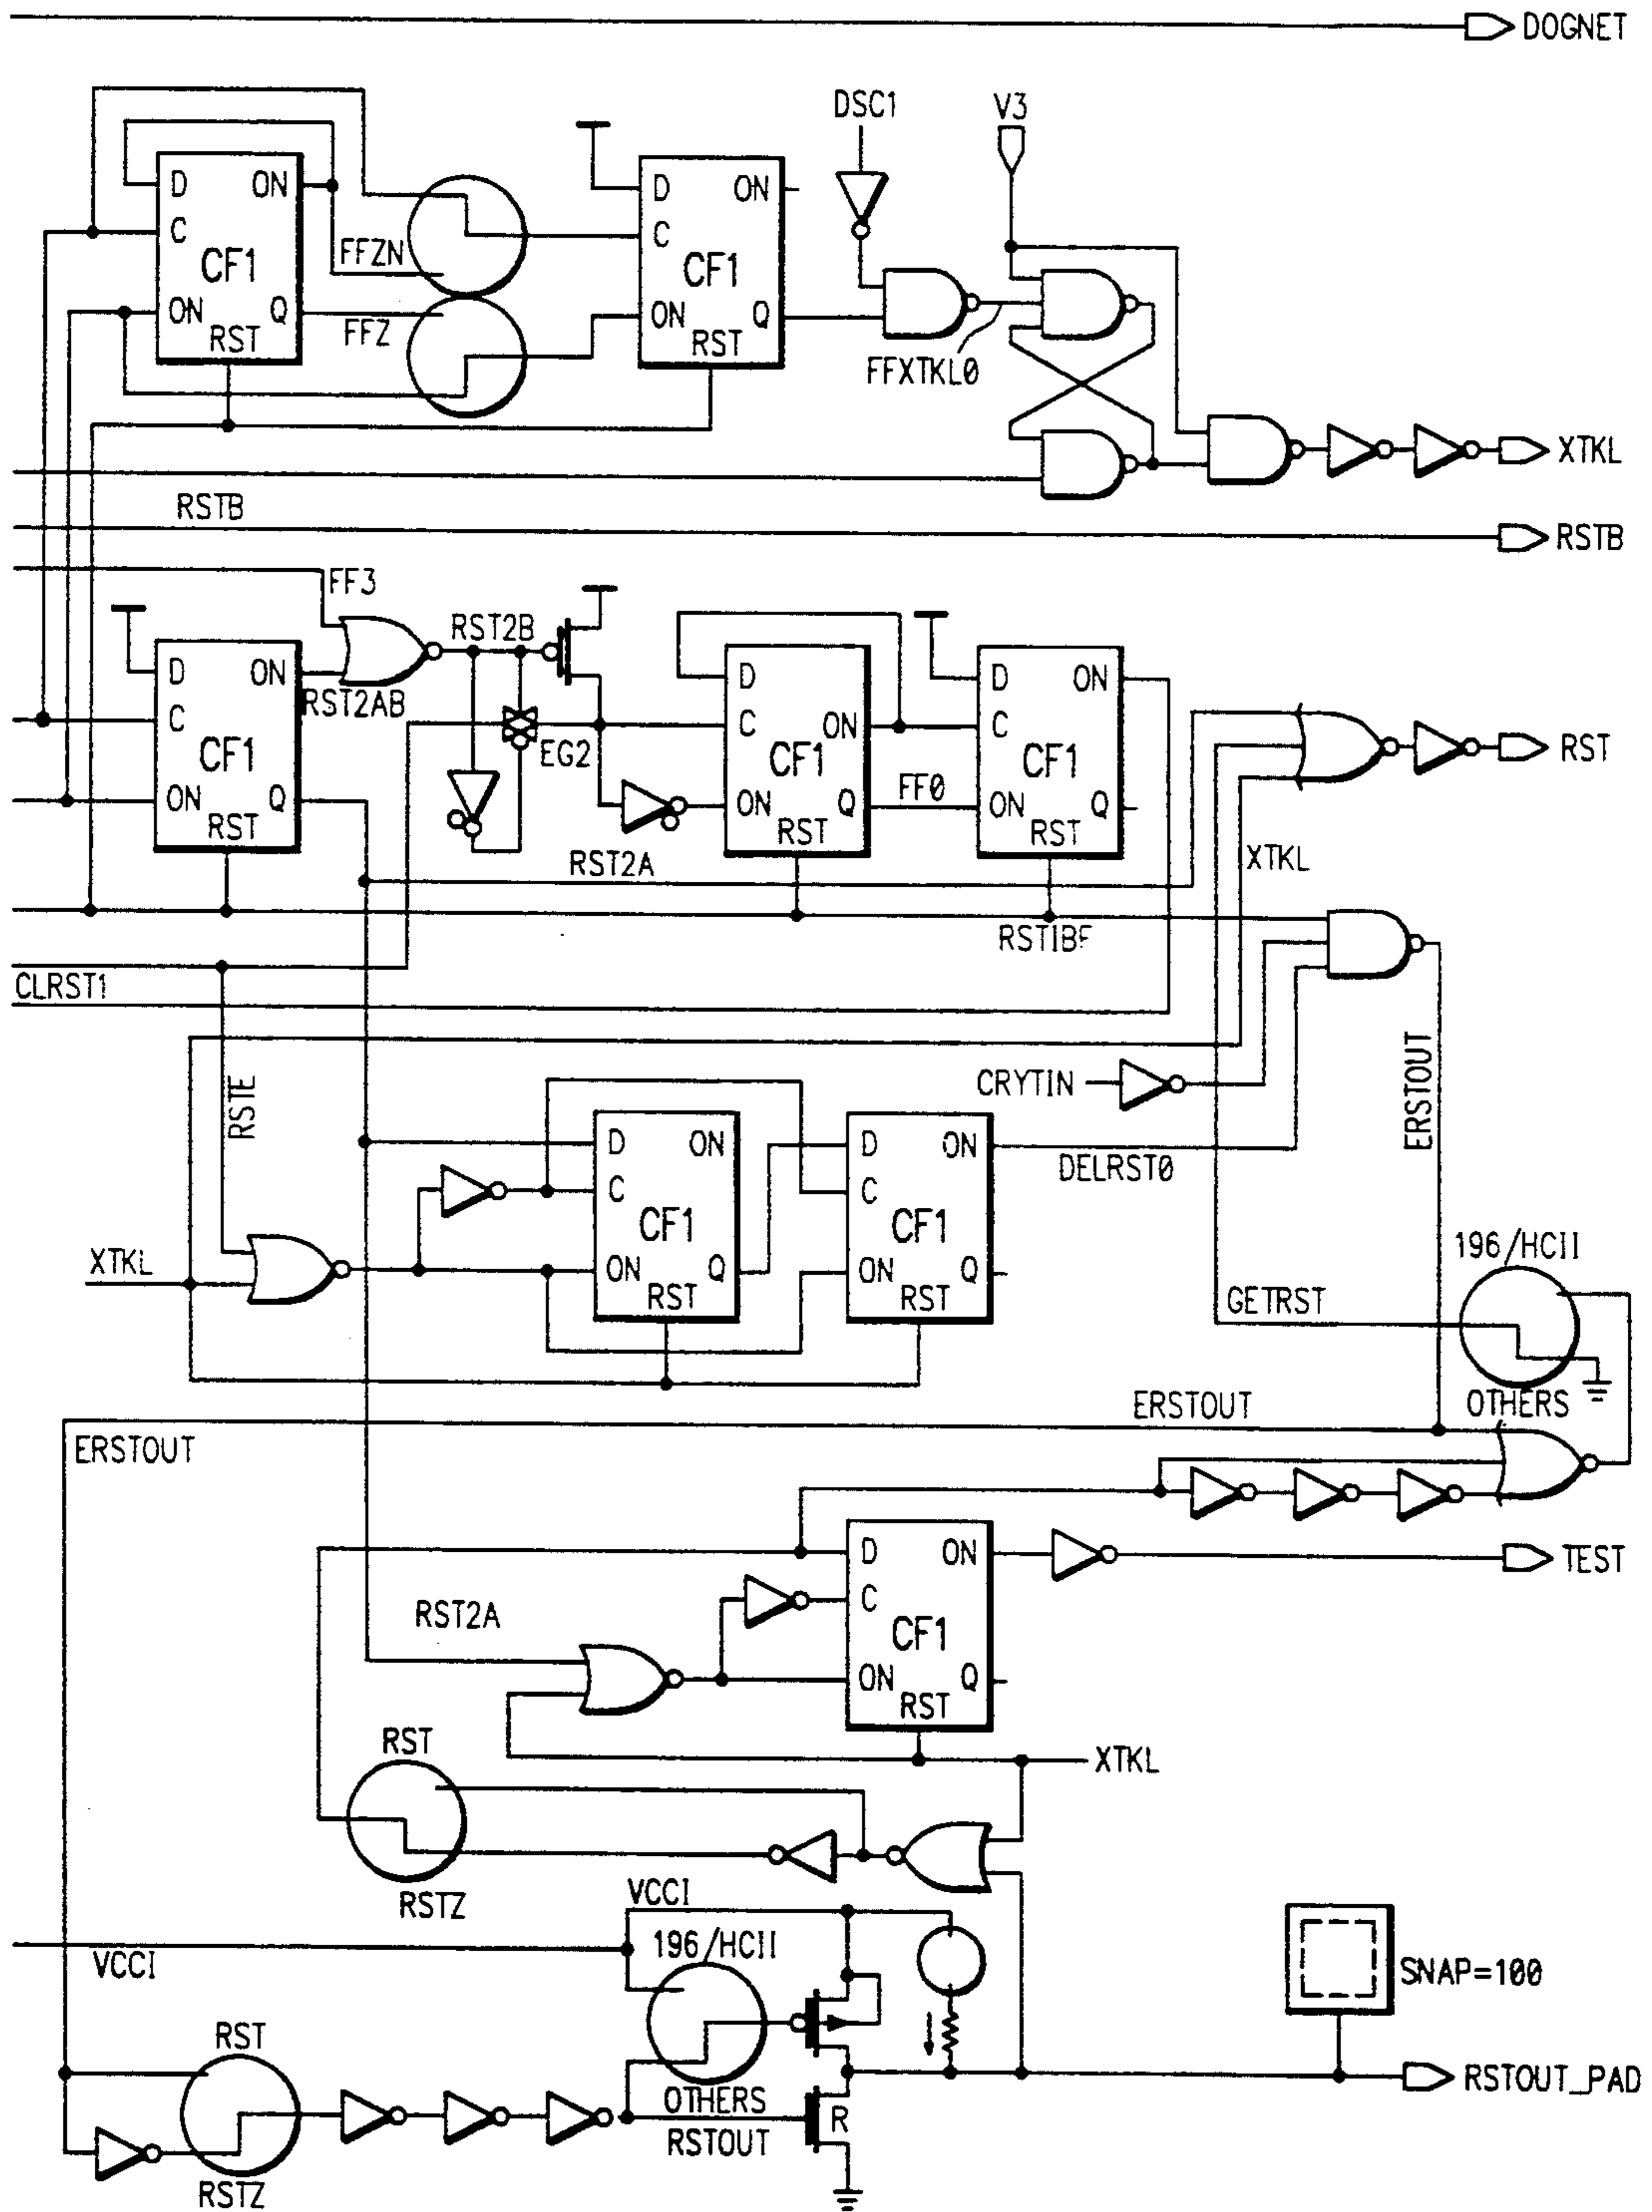 DOGNET
DSC1
V3
D ON
C
CF1
ON Q
RST
FFZN
FFZ
D ON
C
CF1
ON Q
RST
FFXTKL0
XTKL
RSTB
RSTB
FF3
RST2B
D ON
C
CF1
ON Q
RST
RST2AB
EG2
D
C ON
CF1
ON Q
RST
FF0
D ON
C
CF1
ON Q
RST
RST
RST2A
XTKL
CLRST1
ERSTOUT
CRYTIN
RSTE
D ON
C
CF1
ON Q
RST
D ON
C
CF1
ON Q
RST
DELRST0
XTKL
196/HCII
GETRST
OTHERS
ERSTOUT
ERSTOUT
D ON
C
CF1
ON Q
RST
TEST
RST2A
XTKL
RST
RSTZ
VCCI
VCCI
196/HCII
SNAP=100
RST
OTHERS
RSTOUT
R
RSTOUT_PAD
RSTZ